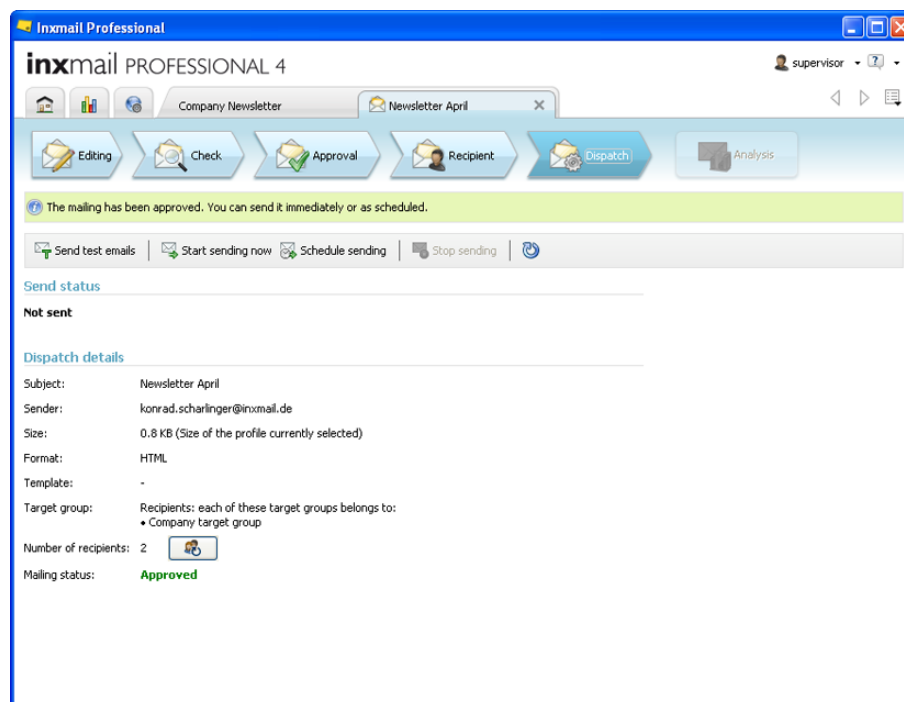 Inxmail Professional
inxmail PROFESSIONAL 4
supervisor
Company Newsletter
Newsletter April
Editing
Check
Approval
Recipient
Dispatch
Analysis
The mailing has been approved. You can send it immediately or as scheduled.
Send test emails
Start sending now
Schedule sending
Stop sending
Send status
Not sent
Dispatch details
Subject: Newsletter April
Sender: konrad.scharlinger@inxmail.de
Size: 0.8 KB (Size of the profile currently selected)
Format: HTML
Template: -
Target group: Recipients: each of these target groups belongs to:
• Company target group
Number of recipients: 2
Mailing status: Approved